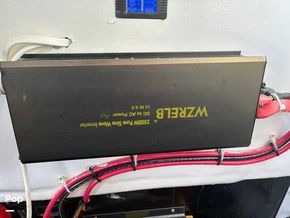 WZRELB
DC to AC Power
2500W Pure Sine Wave Inverter
Pop